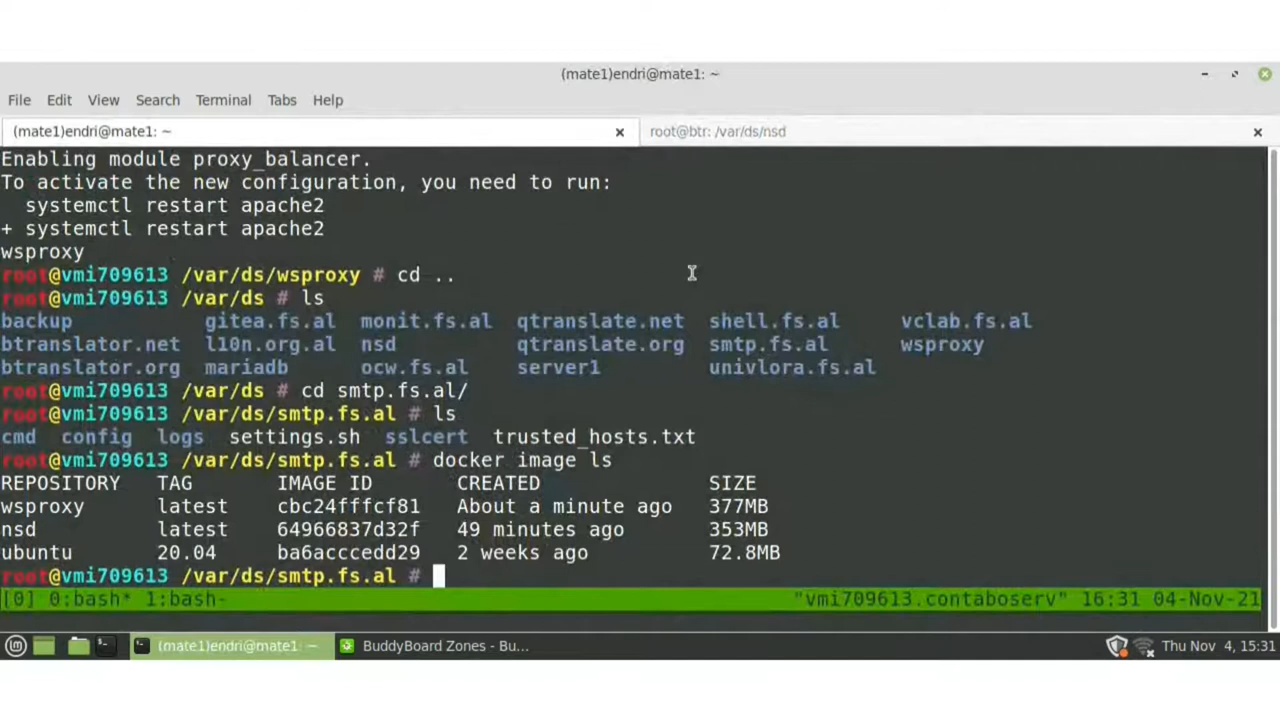 (mate1)endri@mate1: ~
File Edit View Search Terminal Tabs Help
(mate1)endri@mate1: ~ × root@btr: /var/ds/nsd ×
Enabling module proxy_balancer.
To activate the new configuration, you need to run:
  systemctl restart apache2
+ systemctl restart apache2
wsproxy
root@vmi709613 /var/ds/wsproxy # cd ..
root@vmi709613 /var/ds # ls
backup gitea.fs.al monit.fs.al qtranslate.net shell.fs.al vclab.fs.al
btranslator.net l10n.org.al nsd qtranslate.org smtp.fs.al wsproxy
btranslator.org mariadb ocw.fs.al server1 univlora.fs.al
root@vmi709613 /var/ds # cd smtp.fs.al/
root@vmi709613 /var/ds/smtp.fs.al # ls
cmd config logs settings.sh sslcert trusted_hosts.txt
root@vmi709613 /var/ds/smtp.fs.al # docker image ls
REPOSITORY TAG IMAGE ID CREATED SIZE
wsproxy latest cbc24fffcf81 About a minute ago 377MB
nsd latest 64966837d32f 49 minutes ago 353MB
ubuntu 20.04 ba6acccedd29 2 weeks ago 72.8MB
root@vmi709613 /var/ds/smtp.fs.al #
[0] 0:bash* 1:bash- "vmi709613.contaboserv" 16:31 04-Nov-21
(mate1)endri@mate1: ~ BuddyBoard Zones - Bu... Thu Nov 4, 15:31